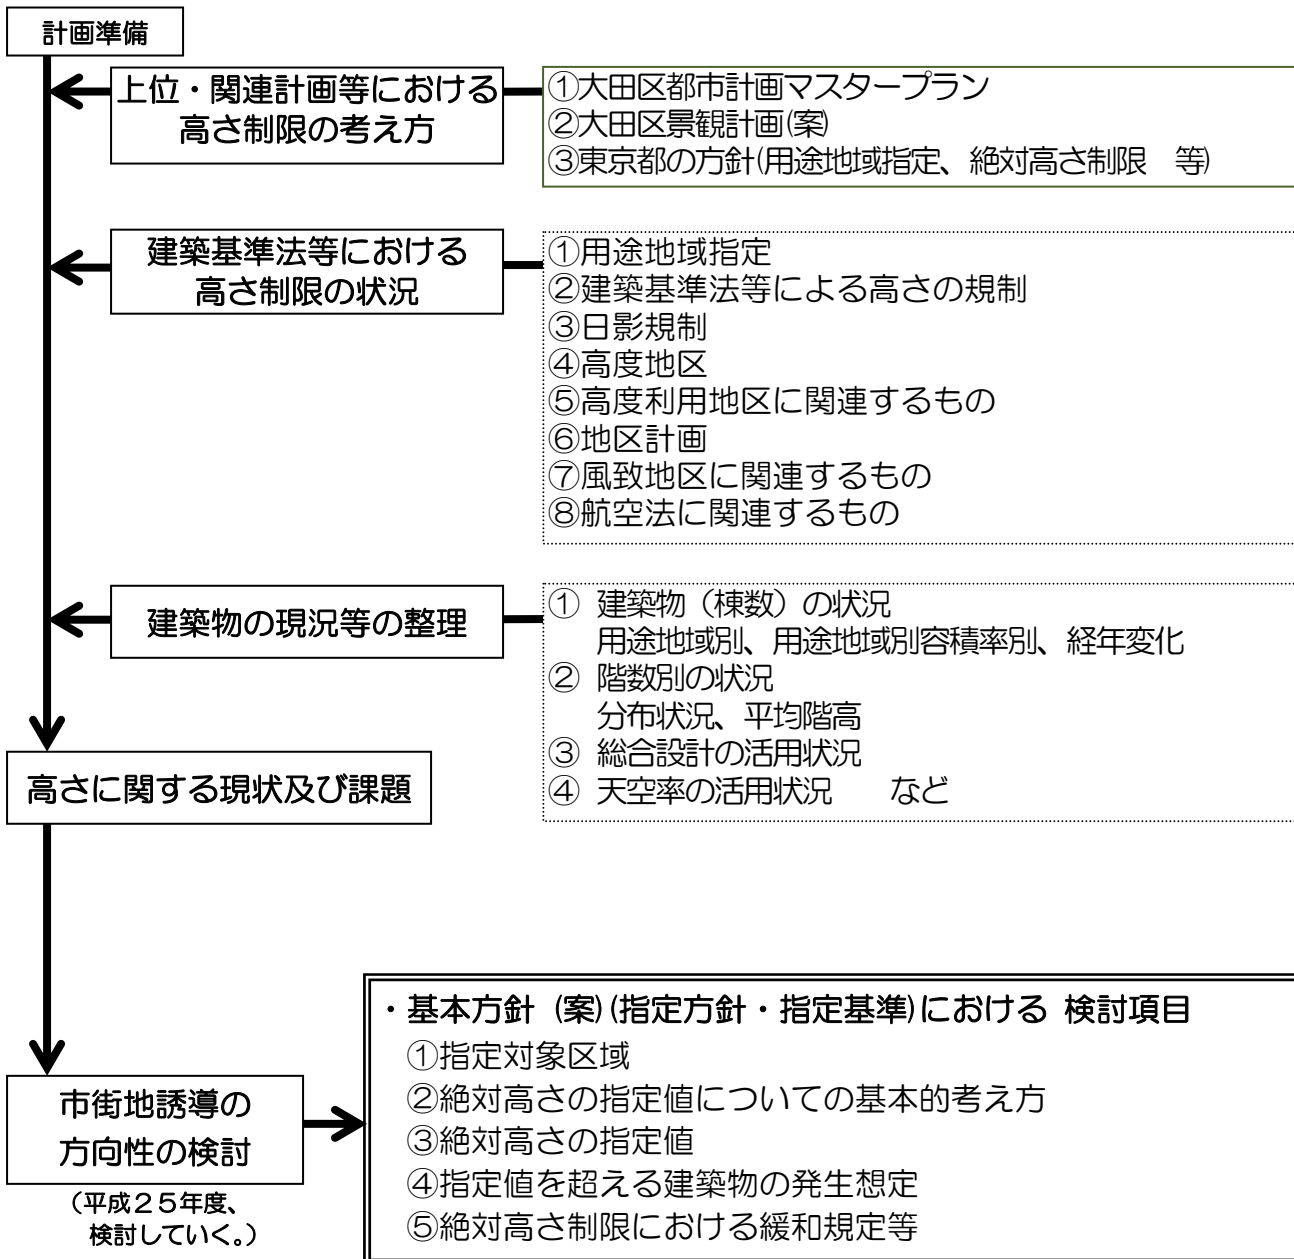 計画準備
上位・関連計画等における
高さ制限の考え方
①大田区都市計画マスタープラン
②大田区景観計画(案)
③東京都の方針(用途地域指定、絶対高さ制限　等)
建築基準法等における
高さ制限の状況
①用途地域指定
②建築基準法等による高さの規制
③日影規制
④高度地区
⑤高度利用地区に関連するもの
⑥地区計画
⑦風致地区に関連するもの
⑧航空法に関連するもの
建築物の現況等の整理
① 建築物（棟数）の状況
用途地域別、用途地域別容積率別、経年変化
② 階数別の状況
分布状況、平均階高
③ 総合設計の活用状況
④ 天空率の活用状況　　など
高さに関する現状及び課題
・基本方針 (案)(指定方針・指定基準)における 検討項目
①指定対象区域
②絶対高さの指定値についての基本的考え方
③絶対高さの指定値
④指定値を超える建築物の発生想定
⑤絶対高さ制限における緩和規定等
市街地誘導の
方向性の検討
（平成２５年度、
検討していく。）